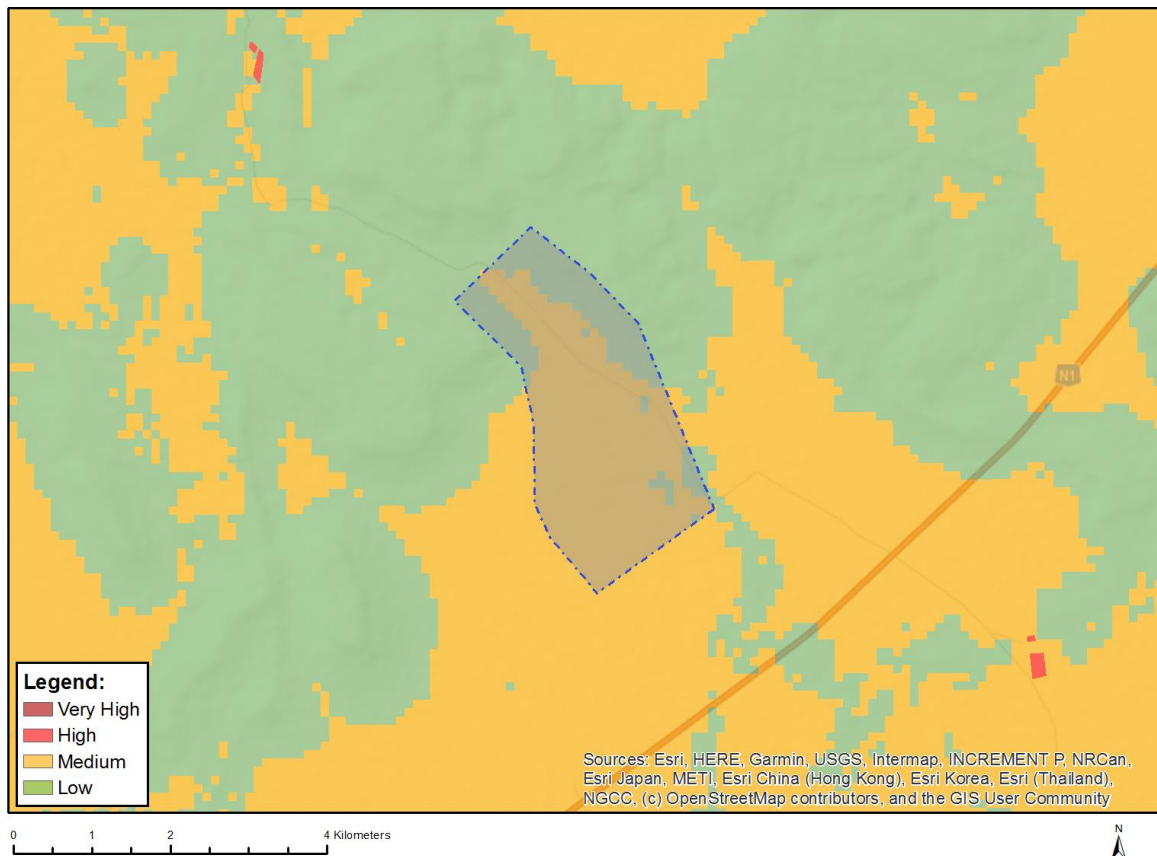 N1
Legend:
Very High
High
Medium
Low
Sources: Esri, HERE, Garmin, USGS, Intermap, INCREMENT P, NRCan,
Esri Japan, METI, Esri China (Hong Kong), Esri Korea, Esri (Thailand),
NGCC, (c) OpenStreetMap contributors, and the GIS User Community
0 1 2 4 Kilometers
N